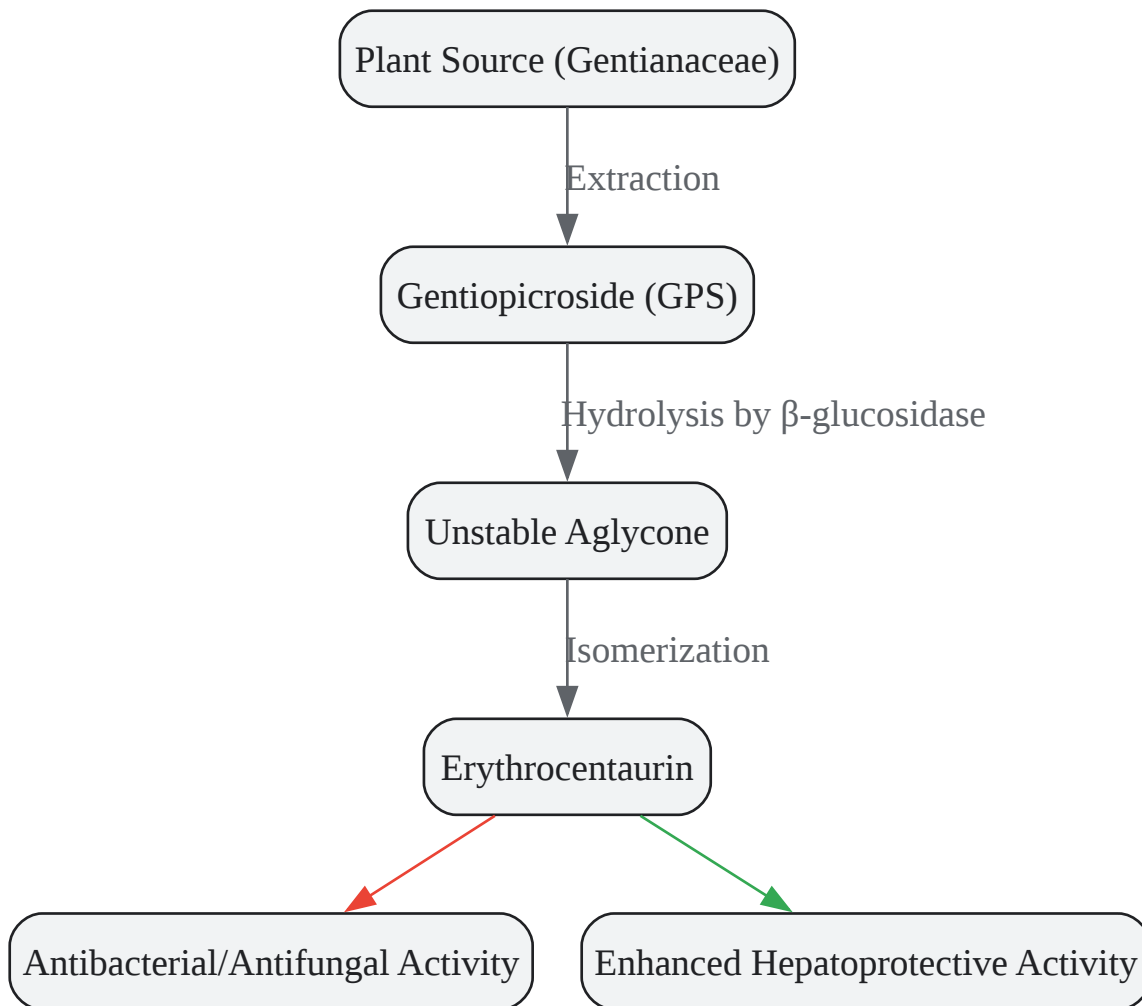 Plant Source (Gentianaceae)
Extraction
Gentiopicroside (GPS)
Hydrolysis by β-glucosidase
Unstable Aglycone
Isomerization
Erythrocentaurin
Antibacterial/Antifungal Activity
Enhanced Hepatoprotective Activity